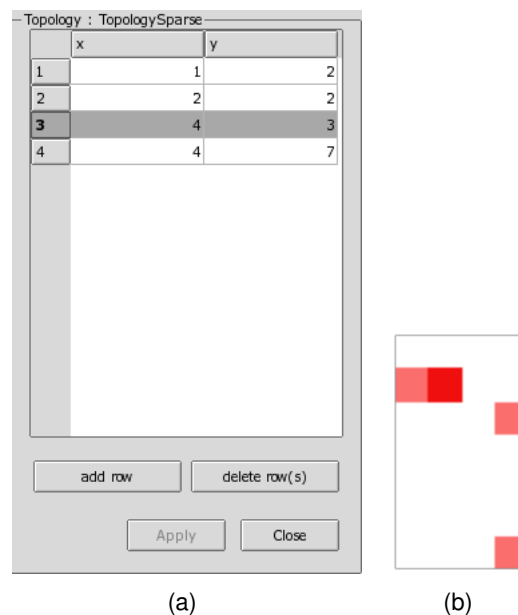 Topology : TopologySparse
x y
1 1 2
2 2 2
3 4 3
4 4 7
add row delete row(s)
Apply Close
(a) (b)